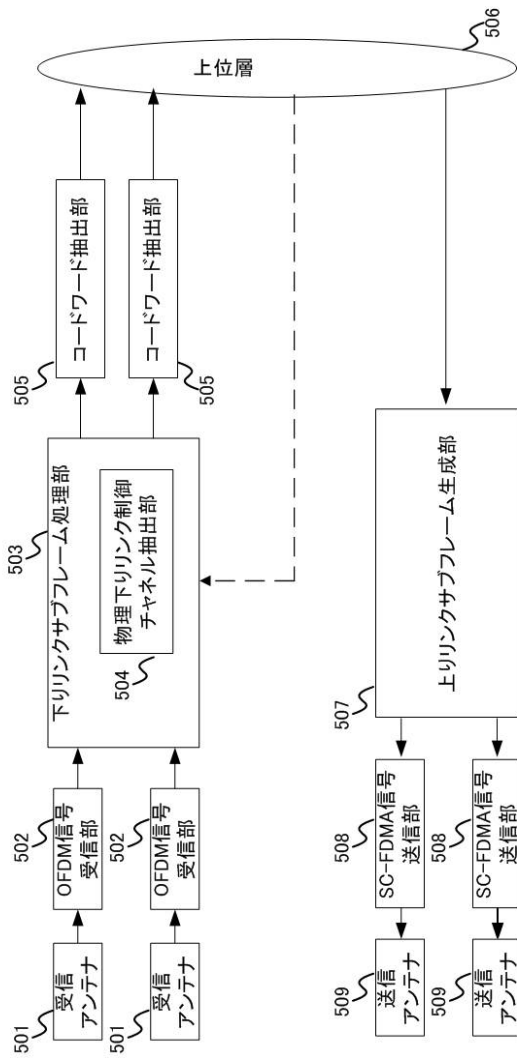 501
受信
アンテナ
502
OFDM信号
受信部
503
下りリンクサブフレーム処理部
504
物理下りリンク制御
チャネル抽出部
505
コードワード抽出部
501
受信
アンテナ
502
OFDM信号
受信部
505
コードワード抽出部
上位層
506
509
送信
アンテナ
508
SC-FDMA信号
送信部
507
上りリンクサブフレーム生成部
509
送信
アンテナ
508
SC-FDMA信号
送信部